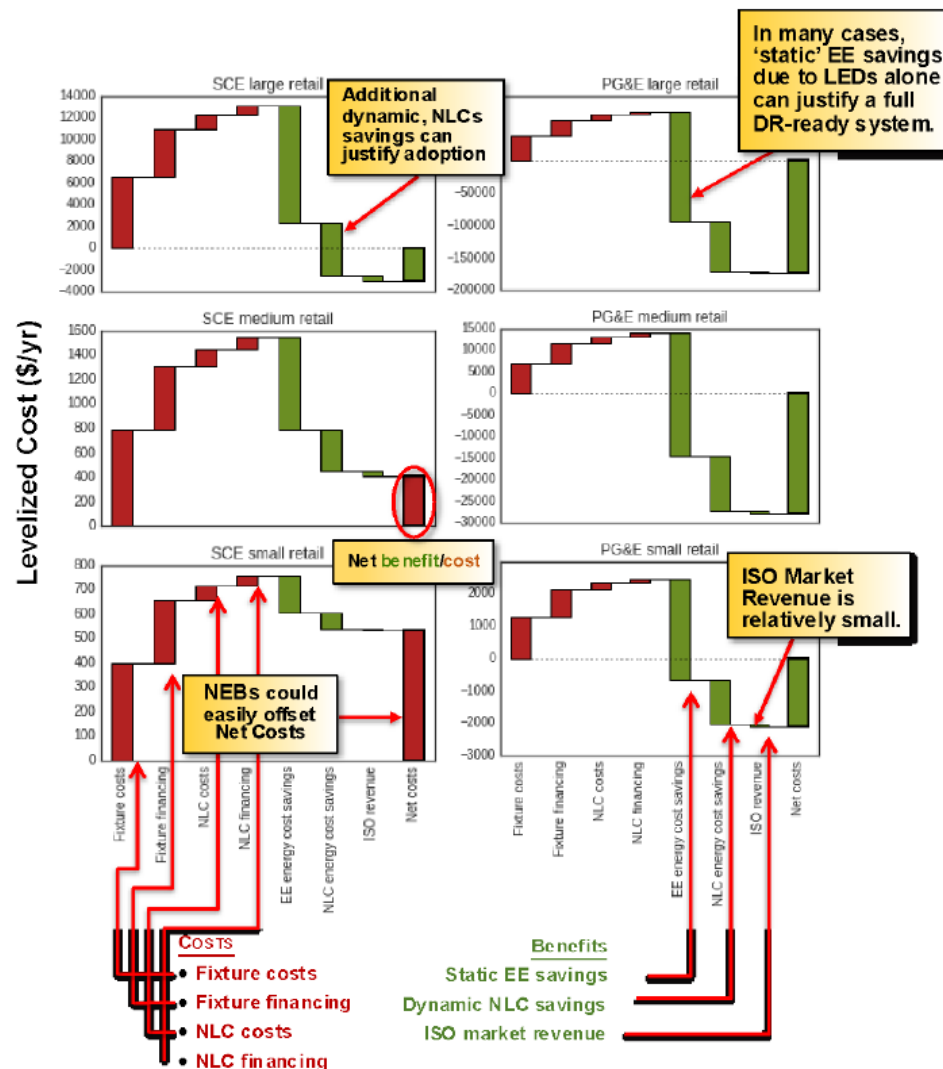 In many cases,
‘static’ EE savings
due to LEDs alone
can justify a full
DR-ready system.
Additional
dynamic, NLCs
savings can
justify adoption
Levelized Cost ($/yr)
SCE large retail
14000
12000
10000
8000
6000
4000
2000
0
−2000
−4000
PG&E large retail
−100000
−150000
−200000
SCE medium retail
1600
1400
1200
1000
800
600
400
200
0
PG&E medium retail
15000
10000
5000
0
−5000
−10000
−15000
−20000
−25000
−30000
Net benefit/cost
SCE small retail
800
700
600
500
400
300
200
100
0
NEBs could
easily offset
Net Costs
PG&E small retail
2000
1000
0
−1000
−2000
−3000
ISO Market
Revenue is
relatively small.
Fixture costs
Fixture financing
NLC costs
NLC financing
EE energy cost savings
NLC energy cost savings
ISO revenue
Net costs
Fixture costs
Fixture financing
NLC costs
NLC financing
EE energy cost savings
NLC energy cost savings
ISO revenue
Net costs
COSTS
• Fixture costs
• Fixture financing
• NLC costs
• NLC financing
Benefits
Static EE savings
Dynamic NLC savings
ISO market revenue